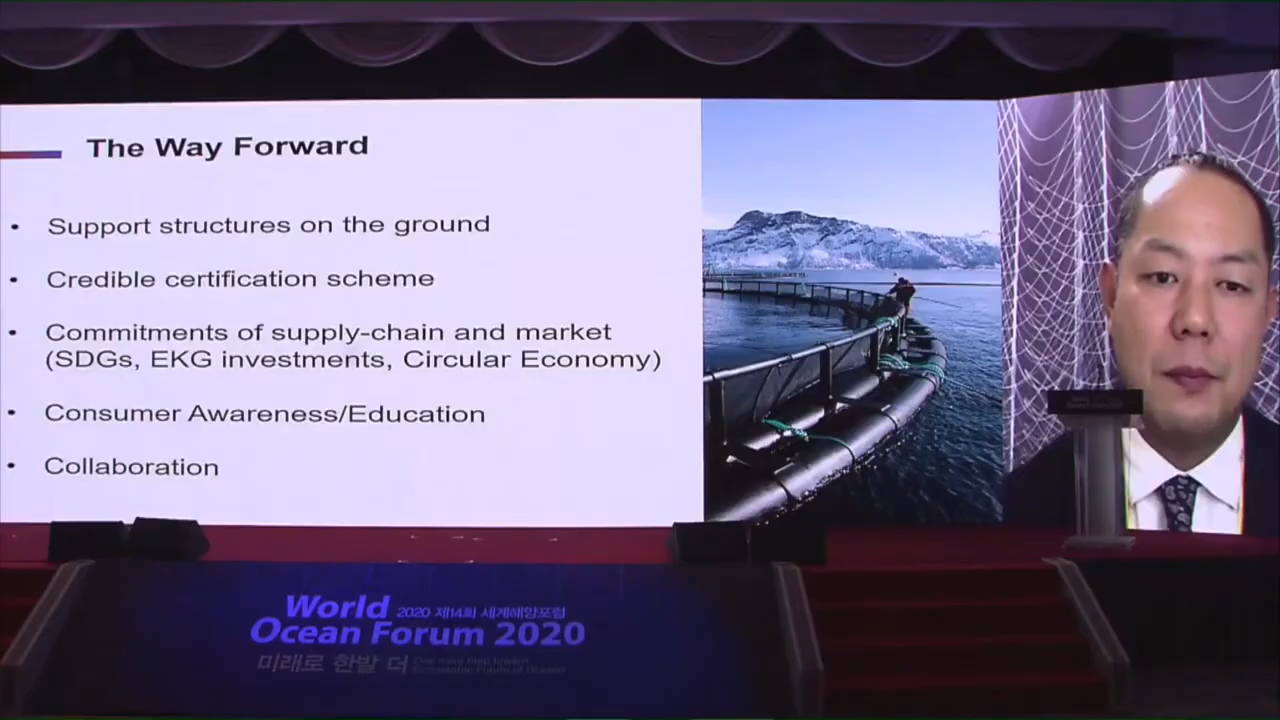 The Way Forward
• Support structures on the ground
• Credible certification scheme
• Commitments of supply-chain and market
(SDGs, EKG investments, Circular Economy)
• Consumer Awareness/Education
• Collaboration
World 2020 제14회 세계해양포럼
Ocean Forum 2020
미래로 한발 더